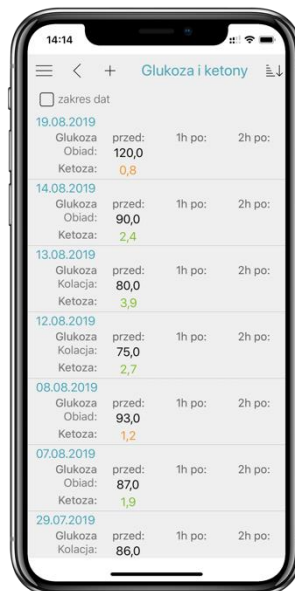 14:14
Glukoza i ketony
zakres dat
19.08.2019
Glukoza przed: 1h po: 2h po:
Obiad: 120,0
Ketoza: 0,8
14.08.2019
Glukoza przed: 1h po: 2h po:
Obiad: 90,0
Ketoza: 2,4
13.08.2019
Glukoza przed: 1h po: 2h po:
Kolacja: 80,0
Ketoza: 3,9
12.08.2019
Glukoza przed: 1h po: 2h po:
Kolacja: 75,0
Ketoza: 2,7
08.08.2019
Glukoza przed: 1h po: 2h po:
Obiad: 93,0
Ketoza: 1,2
07.08.2019
Glukoza przed: 1h po: 2h po:
Obiad: 87,0
Ketoza: 1,9
29.07.2019
Glukoza przed: 1h po: 2h po:
Kolacja: 86,0